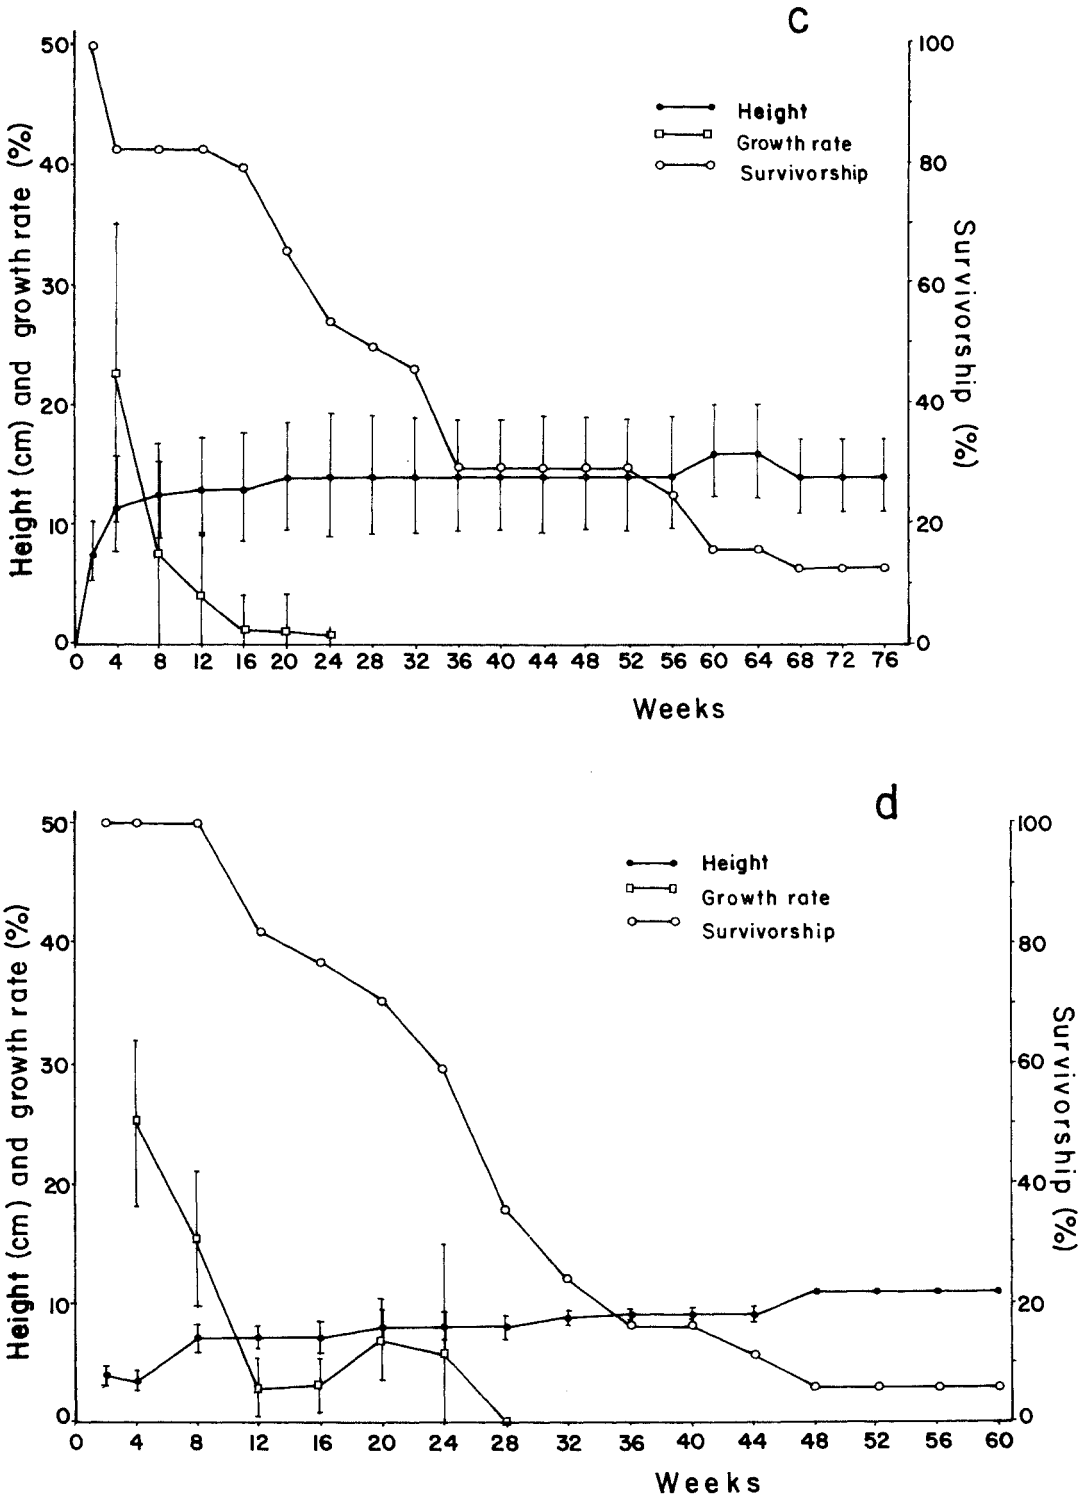 c
50
40
30
20
10
0
Height (cm) and growth rate (%)
Height
Growth rate
Survivorship
100
80
60
40
20
0
Survivorship (%)
0 4 8 12 16 20 24 28 32 36 40 44 48 52 56 60 64 68 72 76
Weeks
d
50
40
30
20
10
0
Height (cm) and growth rate (%)
Height
Growth rate
Survivorship
100
80
60
40
20
0
Survivorship (%)
0 4 8 12 16 20 24 28 32 36 40 44 48 52 56 60
Weeks